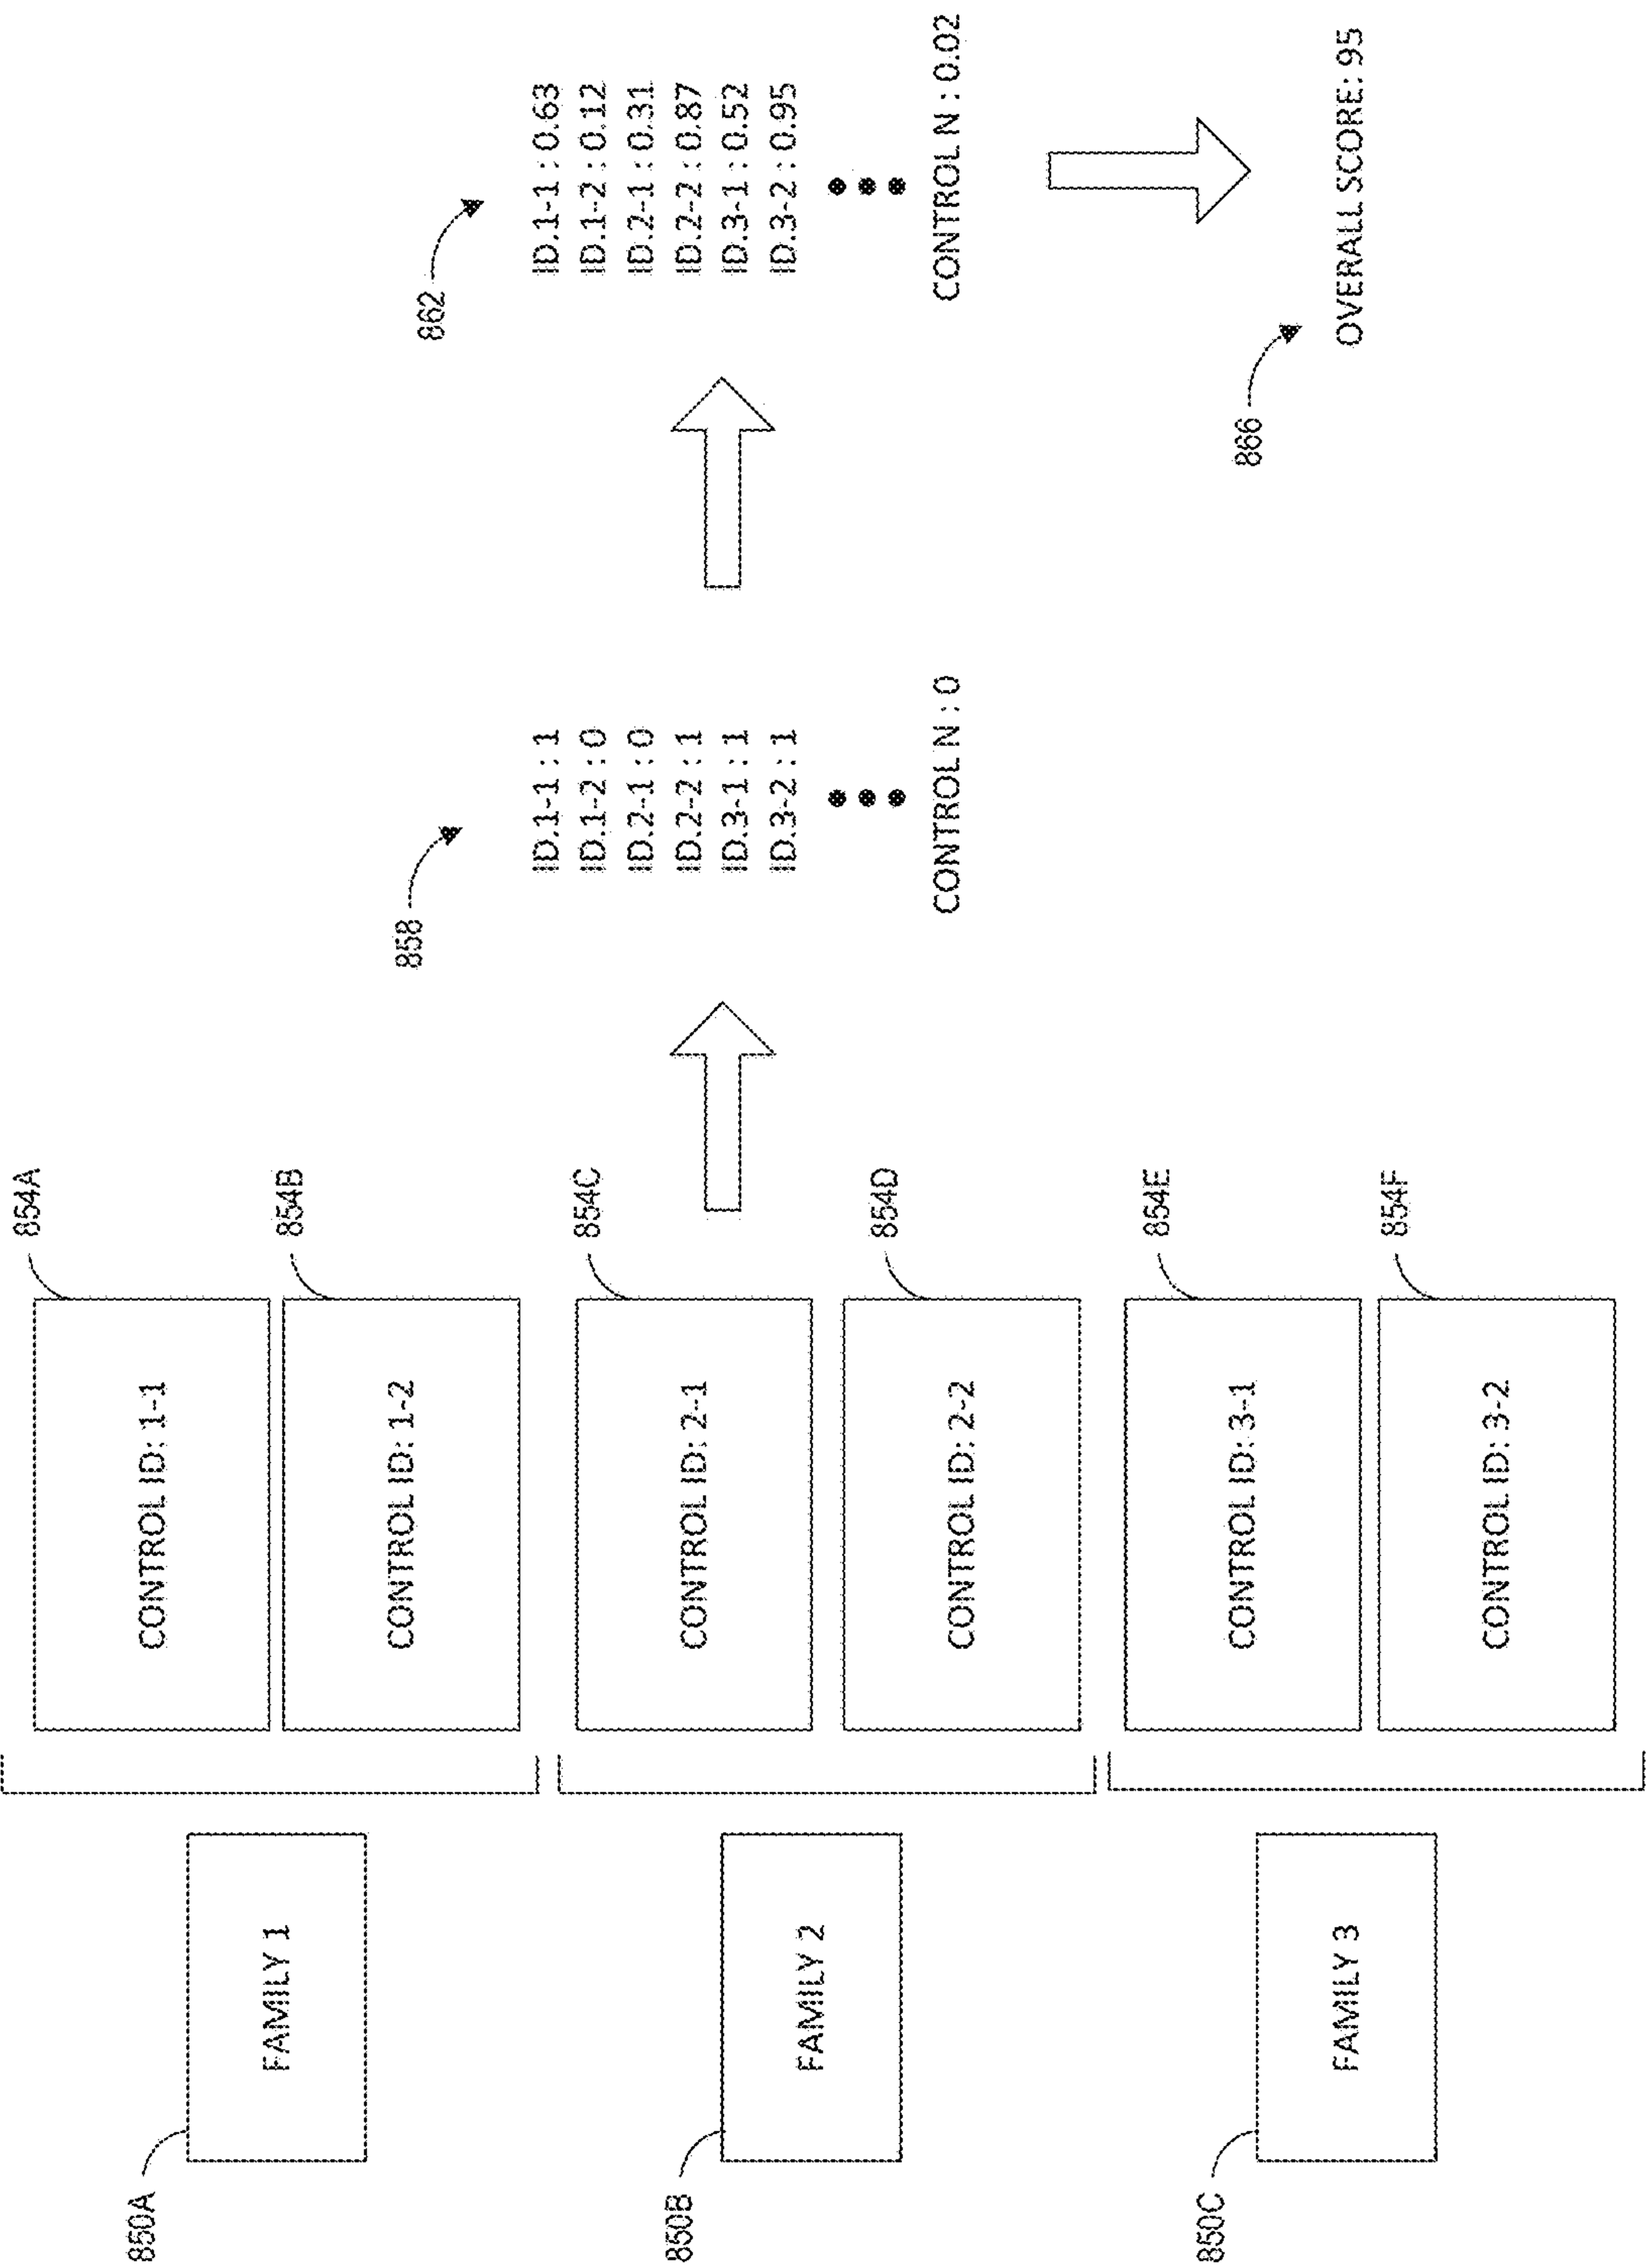 850A
FAMILY 1
850B
FAMILY 2
850C
FAMILY 3
854A
CONTROL ID: 1-1
854B
CONTROL ID: 1-2
854C
CONTROL ID: 2-1
854D
CONTROL ID: 2-2
854E
CONTROL ID: 3-1
854F
CONTROL ID: 3-2
858
ID.1-1 : 1
ID.1-2 : 0
ID.2-1 : 0
ID.2-2 : 1
ID.3-1 : 1
ID.3-2 : 1
CONTROL N : 0
862
ID.1-1 : 0.63
ID.1-2 : 0.12
ID.2-1 : 0.31
ID.2-2 : 0.87
ID.3-1 : 0.52
ID.3-2 : 0.95
CONTROL N : 0.02
866
OVERALL SCORE: 95